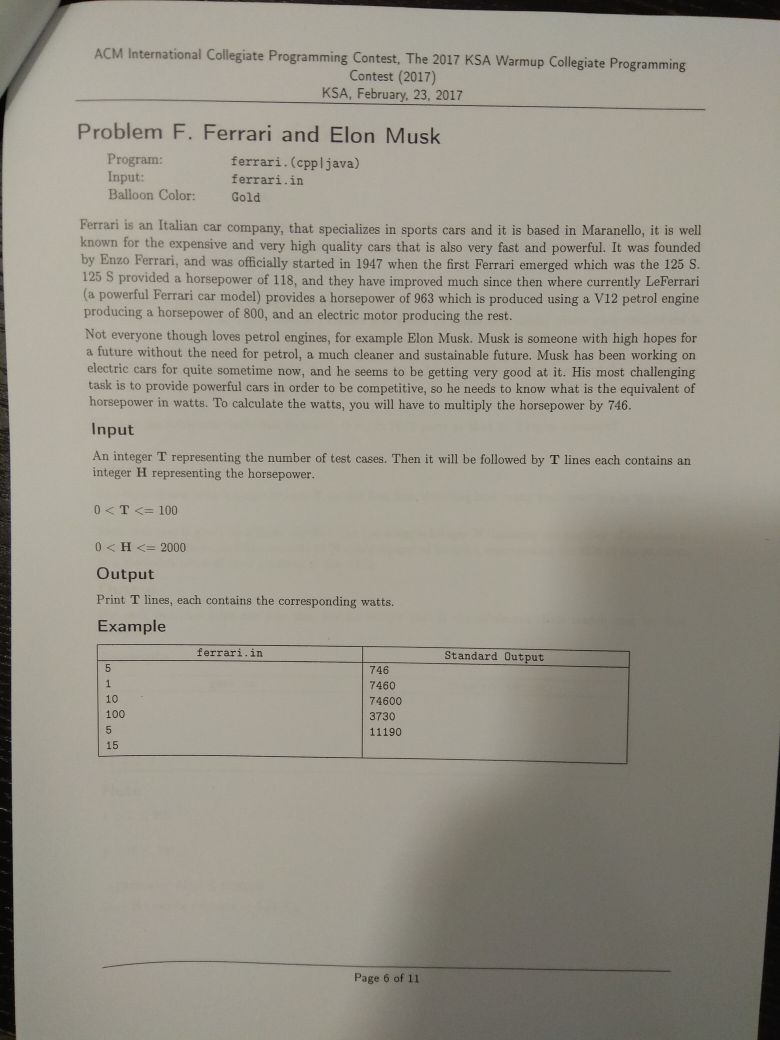 ACM International Collegiate Programming Contest, The 2017 KSA Warmup Collegiate Programming
Contest (2017)
KSA, February, 23, 2017
Problem F. Ferrari and Elon Musk
Program: ferrari.(cpp|java)
Input: ferrari.in
Balloon Color: Gold
Ferrari is an Italian car company, that specializes in sports cars and it is based in Maranello, it is well
known for the expensive and very high quality cars that is also very fast and powerful. It was founded
by Enzo Ferrari, and was officially started in 1947 when the first Ferrari emerged which was the 125 S.
125 S provided a horsepower of 118, and they have improved much since then where currently LeFerrari
(a powerful Ferrari car model) provides a horsepower of 963 which is produced using a V12 petrol engine
producing a horsepower of 800, and an electric motor producing the rest.
Not everyone though loves petrol engines, for example Elon Musk. Musk is someone with high hopes for
a future without the need for petrol, a much cleaner and sustainable future. Musk has been working on
electric cars for quite sometime now, and he seems to be getting very good at it. His most challenging
task is to provide powerful cars in order to be competitive, so he needs to know what is the equivalent of
horsepower in watts. To calculate the watts, you will have to multiply the horsepower by 746.
Input
An integer T representing the number of test cases. Then it will be followed by T lines each contains an
integer H representing the horsepower.
0 < T <= 100
0 < H <= 2000
Output
Print T lines, each contains the corresponding watts.
Example
ferrari.in Standard Output
5 746
1 7460
10 74600
100 3730
5 11190
15
Page 6 of 11